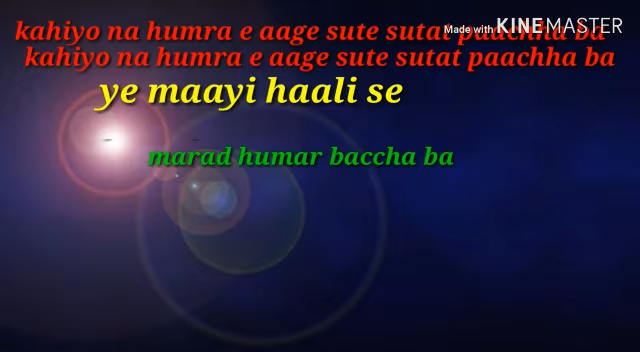 kahiyo na humra e aage sute sutat paachha ba
Made with KINEMASTER
kahiyo na humra e aage sute sutat paachha ba
ye maayi haali se
marad humar baccha ba